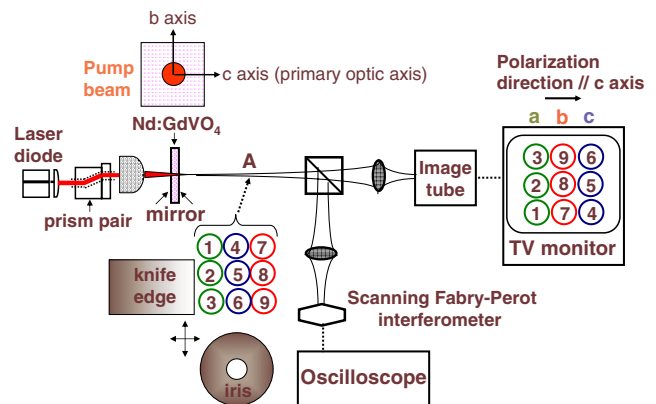 b axis
Pump
beam
c axis (primary optic axis)
Nd:GdVO4
Laser
diode
prism pair
mirror
A
1 4 7
2 5 8
3 6 9
knife
edge
iris
Image
tube
Polarization
direction // c axis
a b c
3 9 6
2 8 5
1 7 4
TV monitor
Scanning Fabry-Perot
interferometer
Oscilloscope